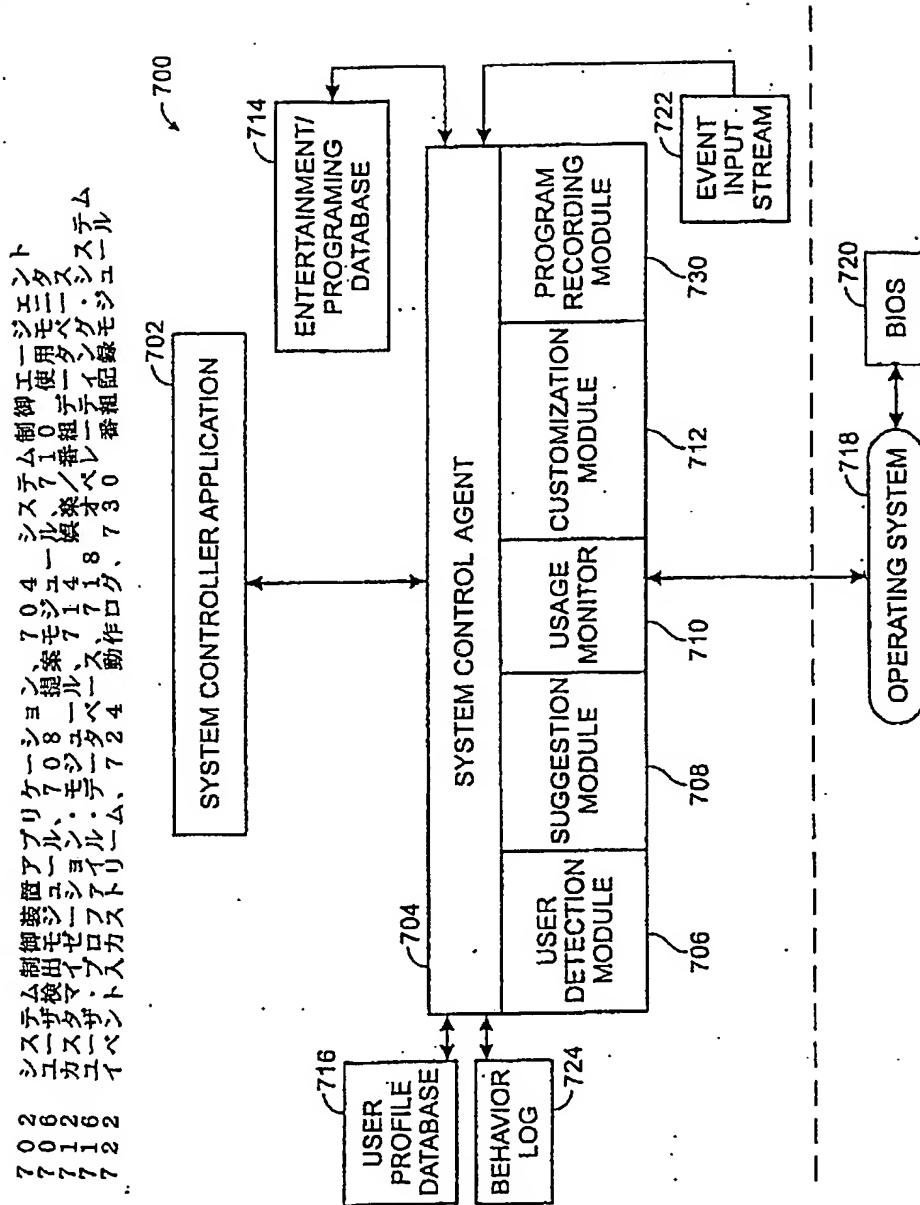 702 システム制御装置アプリケーション、704 システム制御エージェント
706 ユーザ検出モジュール、708 提案モジュール、710 使用モニタ
712 カスタマイゼーション・モジュール、714 娯楽／番組データベース
716 ユーザ・プロファイル・データベース、718 オペレーティング・システム
722 イベント入力ストリーム、724 動作ログ、730 番組記録モジュール
700
702
SYSTEM CONTROLLER APPLICATION
714
ENTERTAINMENT/
PROGRAMING
DATABASE
716
USER
PROFILE
DATABASE
704
SYSTEM CONTROL AGENT
BEHAVIOR
LOG
724
USER
DETECTION
MODULE
SUGGESTION
MODULE
USAGE
MONITOR
CUSTOMIZATION
MODULE
PROGRAM
RECORDING
MODULE
706
708
710
712
730
722
EVENT
INPUT
STREAM
718
OPERATING SYSTEM
720
BIOS